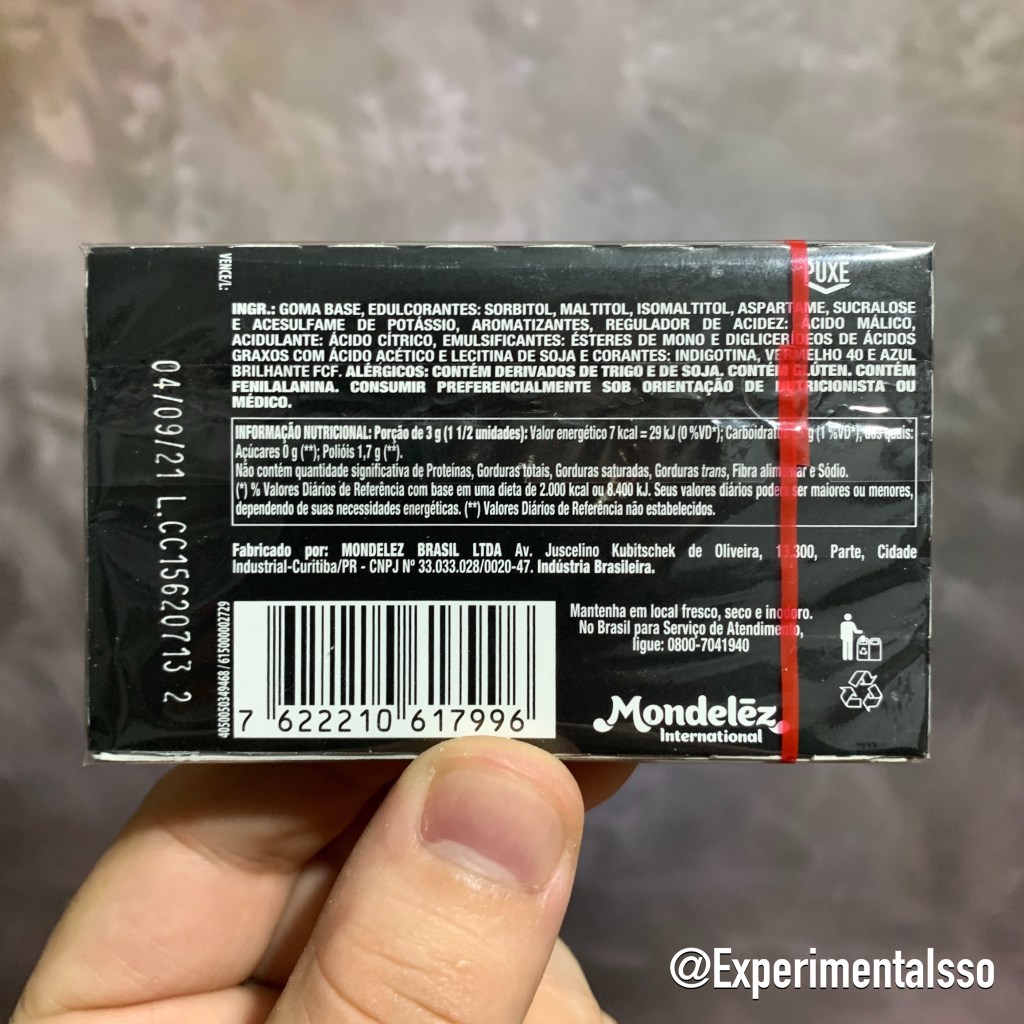 VENCE/L:
PUXE
INGR.: GOMA BASE, EDULCORANTES: SORBITOL, MALTITOL, ISOMALTITOL, ASPARTAME, SUCRALOSE
E ACESULFAME DE POTÁSSIO, AROMATIZANTES, REGULADOR DE ACIDEZ: ÁCIDO MÁLICO,
ACIDULANTE: ÁCIDO CÍTRICO, EMULSIFICANTES: ÉSTERES DE MONO E DIGLICERÍDEOS DE ÁCIDOS
GRAXOS COM ÁCIDO ACÉTICO E LECITINA DE SOJA E CORANTES: INDIGOTINA, VERMELHO 40 E AZUL
BRILHANTE FCF. ALÉRGICOS: CONTÉM DERIVADOS DE TRIGO E DE SOJA. CONTÉM GLÚTEN. CONTÉM
FENILALANINA. CONSUMIR PREFERENCIALMENTE SOB ORIENTAÇÃO DE NUTRICIONISTA OU
MÉDICO.
04/09/21 L.CC15620713 2
INFORMAÇÃO NUTRICIONAL: Porção de 3 g (1 1/2 unidades): Valor energético 7 kcal = 29 kJ (0 %VD*); Carboidratos g (1 %VD*), dos quais:
Açúcares 0 g (**); Polióis 1,7 g (**).
Não contém quantidade significativa de Proteínas, Gorduras totais, Gorduras saturadas, Gorduras trans, Fibra alimentar e Sódio.
(*) % Valores Diários de Referência com base em uma dieta de 2.000 kcal ou 8.400 kJ. Seus valores diários podem ser maiores ou menores,
dependendo de suas necessidades energéticas. (**) Valores Diários de Referência não estabelecidos.
Fabricado por: MONDELEZ BRASIL LTDA Av. Juscelino Kubitschek de Oliveira, 13.300, Parte, Cidade
Industrial-Curitiba/PR - CNPJ Nº 33.033.028/0020-47. Indústria Brasileira.
4050050349468/615000002729
7 622210 617996
Mantenha em local fresco, seco e inodoro.
No Brasil para Serviço de Atendimento,
ligue: 0800-7041940
Mondelēz
International
@Experimentalsso